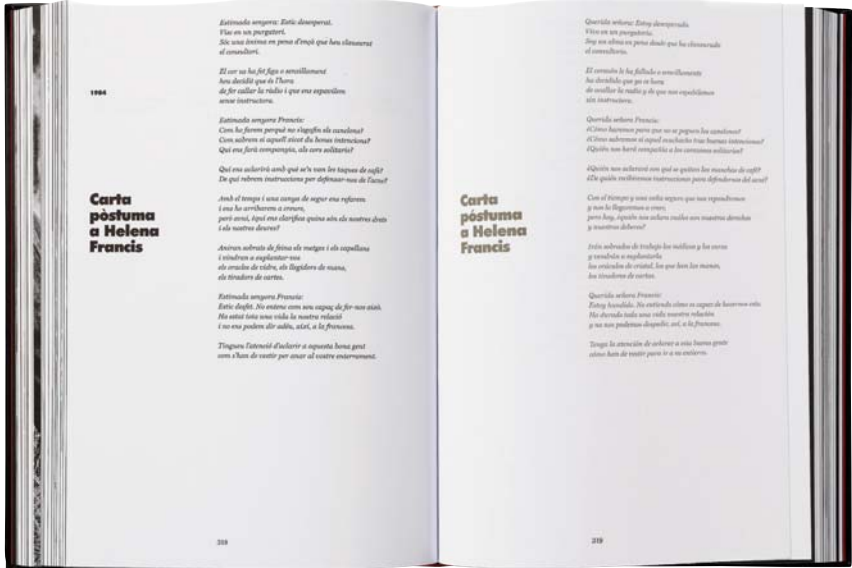 1984
Carta
pòstuma
a Helena
Francis
Estimada senyora: Estic desesperat.
Visc en un purgatori.
Sóc una ànima en pena d'ençà que heu clausurat
el consultori.
El cor us ha fet figa o senzillament
heu decidit que és l'hora
de fer callar la ràdio i que ens espavilem
sense instructora.
Estimada senyora Francis:
Com ho farem perquè no s'agafin els canelons?
Com sabrem si aquell xicot du bones intencions?
Qui ens farà companyia, als cors solitaris?
Qui ens aclarirà amb què se'n van les taques de cafè?
De qui rebrem instruccions per defensar-nos de l'acne?
Amb el temps i una canya de segur ens refarem
i ens ho arribarem a creure,
però avui, ¿qui ens clarifica quins són els nostres drets
i els nostres deures?
Aniran sobrats de feina els metges i els capellans
i vindran a suplantar-vos
els oracles de vidre, els llegidors de mans,
els tiradors de cartes.
Estimada senyora Francis:
Estic desfet. No entenc com sou capaç de fer-nos això.
Ha estat tota una vida la nostra relació
i no ens podem dir adéu, així, a la francesa.
Tingueu l'atenció d'aclarir a aquesta bona gent
com s'han de vestir per anar al vostre enterrament.
318
Carta
póstuma
a Helena
Francis
Querida señora: Estoy desesperado.
Vivo en un purgatorio.
Soy un alma en pena desde que ha clausurado
el consultorio.
El corazón le ha fallado o sencillamente
ha decidido que ya es hora
de acallar la radio y de que nos espabilemos
sin instructora.
Querida señora Francis:
¿Cómo haremos para que no se peguen los canelones?
¿Cómo sabremos si aquel muchacho trae buenas intenciones?
¿Quién nos hará compañía a los corazones solitarios?
¿Quién nos aclarará con qué se quitan las manchas de café?
¿De quién recibiremos instrucciones para defendernos del acné?
Con el tiempo y una caña seguro que nos repondremos
y nos lo llegaremos a creer,
pero hoy, ¿quién nos aclara cuáles son nuestros derechos
y nuestros deberes?
Irán sobrados de trabajo los médicos y los curas
y vendrán a suplantarla
los oráculos de cristal, los que leen las manos,
los tiradores de cartas.
Querida señora Francis:
Estoy hundido. No entiendo cómo es capaz de hacernos esto.
Ha durado toda una vida nuestra relación
y no nos podemos despedir, así, a la francesa.
Tenga la atención de aclarar a esta buena gente
cómo han de vestir para ir a su entierro.
319